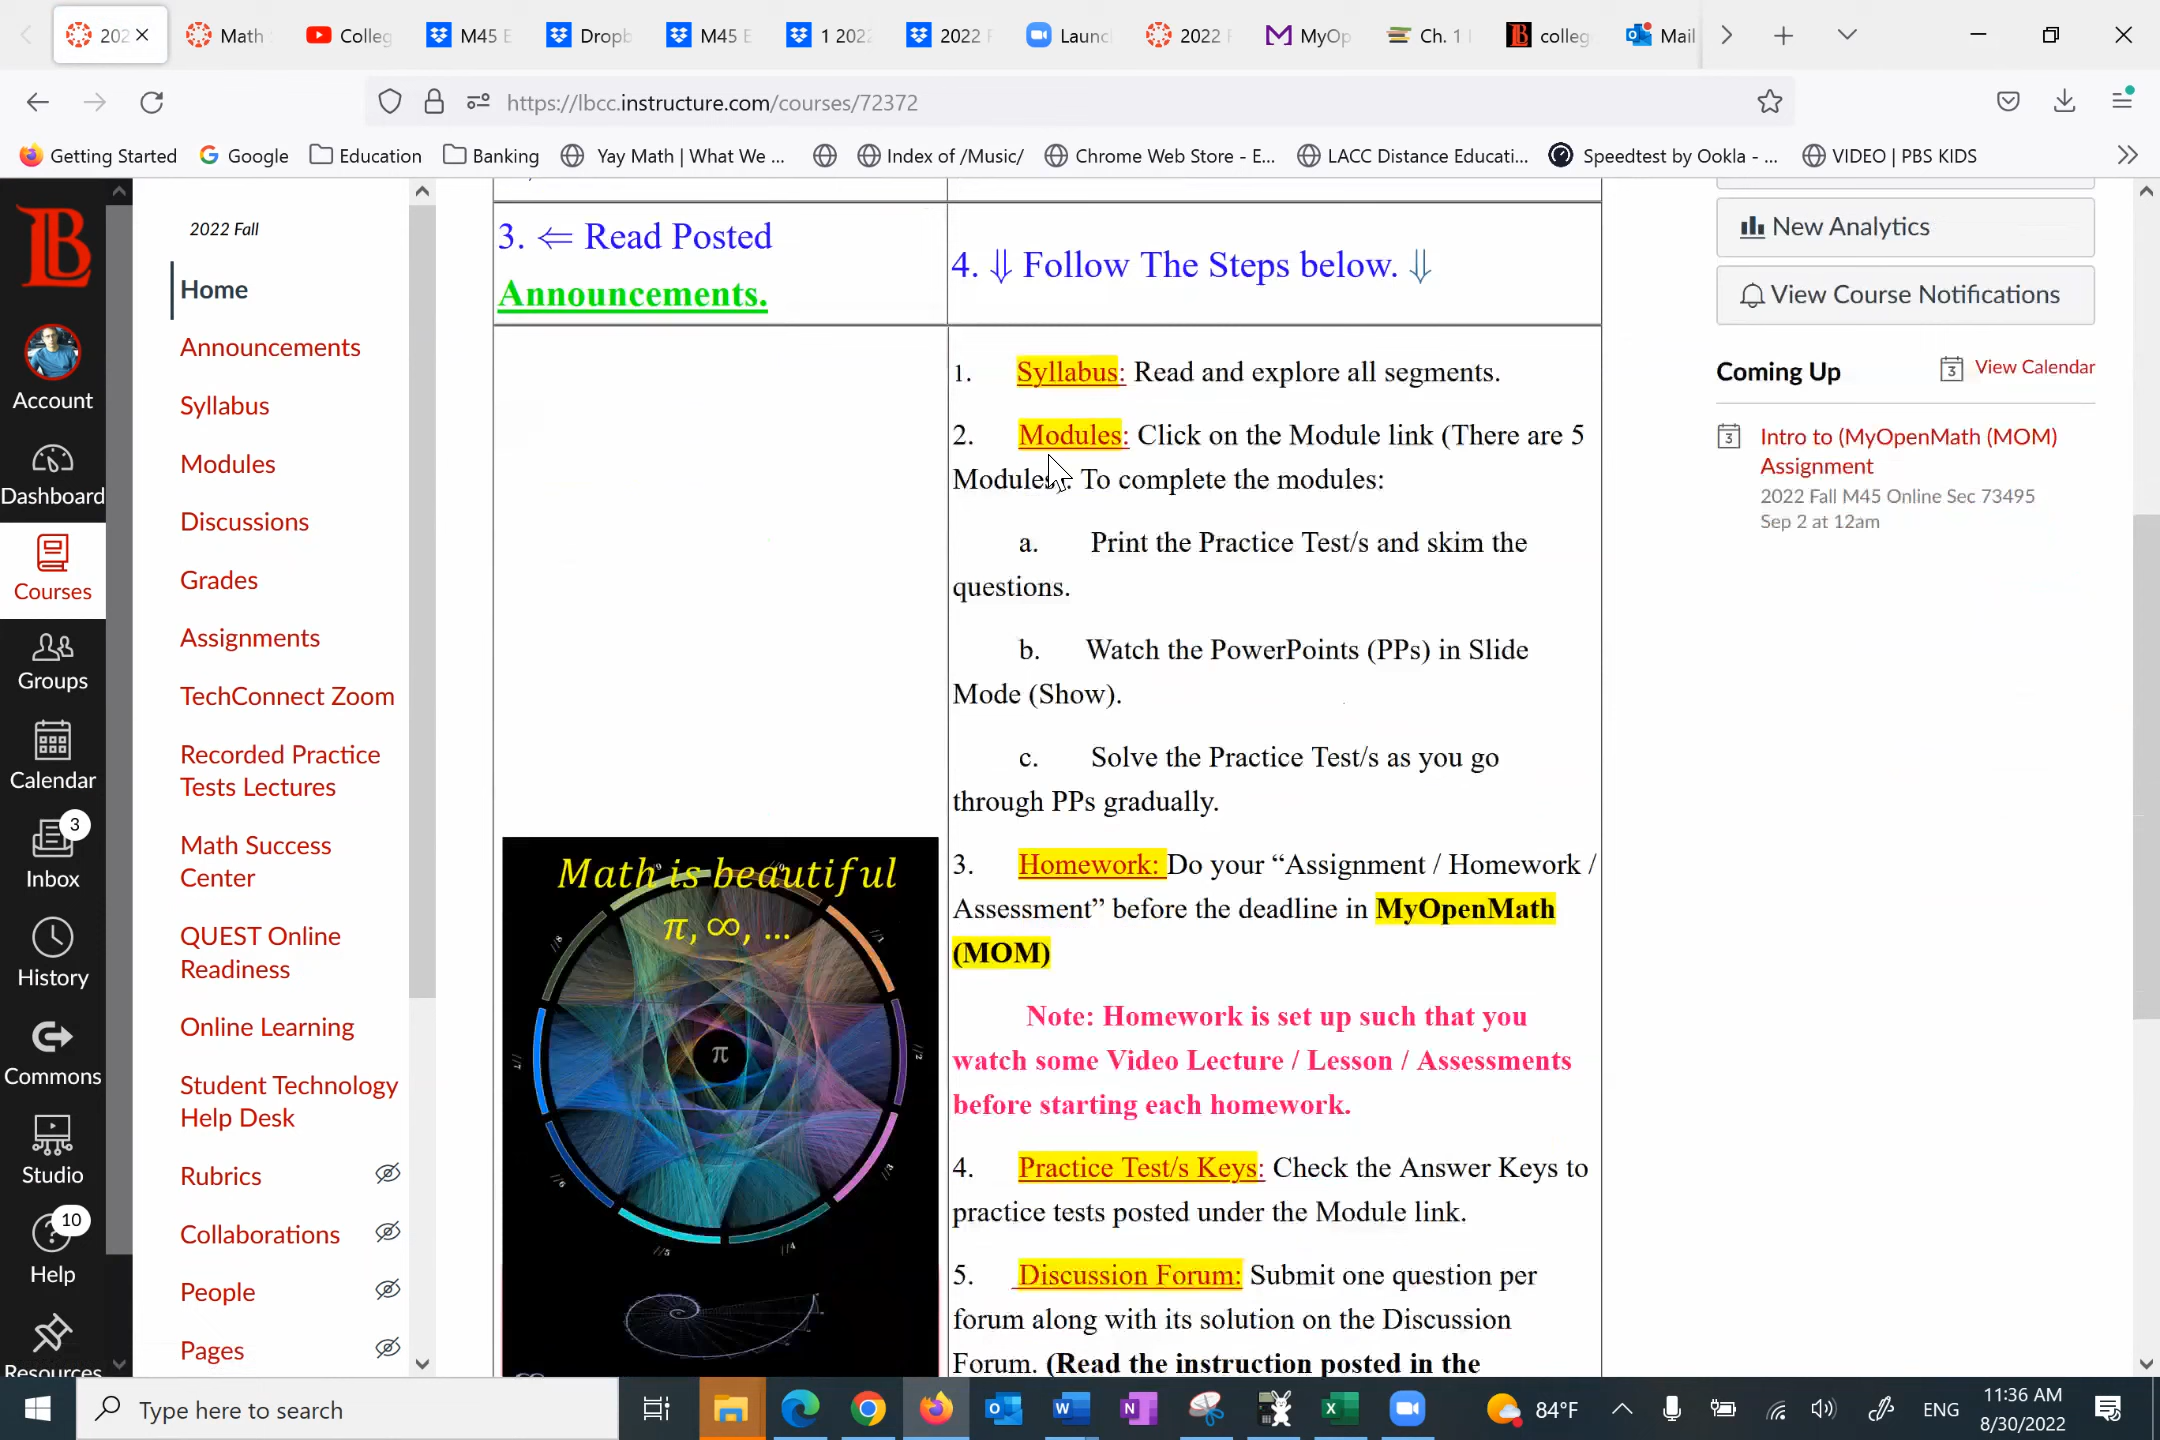 202
Math
Colleg
M45 E
Dropb
M45 E
1 2022
2022 F
Launc
2022 F
MyOp
Ch. 1
colleg
Mail
https://lbcc.instructure.com/courses/72372
Getting Started
Google
Education
Banking
Yay Math | What We ...
Index of /Music/
Chrome Web Store - E...
LACC Distance Educati...
Speedtest by Ookla - ...
VIDEO | PBS KIDS
LB
Account
Dashboard
Courses
Groups
Calendar
3
Inbox
History
Commons
Studio
10
Help
Resources
2022 Fall
Home
Announcements
Syllabus
Modules
Discussions
Grades
Assignments
TechConnect Zoom
Recorded Practice
Tests Lectures
Math Success
Center
QUEST Online
Readiness
Online Learning
Student Technology
Help Desk
Rubrics
Collaborations
People
Pages
3. ⇐ Read Posted
Announcements.
4. ⇓ Follow The Steps below. ⇓
1. Syllabus: Read and explore all segments.
2. Modules: Click on the Module link (There are 5
Modules). To complete the modules:
a. Print the Practice Test/s and skim the
questions.
b. Watch the PowerPoints (PPs) in Slide
Mode (Show).
c. Solve the Practice Test/s as you go
through PPs gradually.
3. Homework: Do your “Assignment / Homework /
Assessment” before the deadline in MyOpenMath
(MOM)
Note: Homework is set up such that you
watch some Video Lecture / Lesson / Assessments
before starting each homework.
4. Practice Test/s Keys: Check the Answer Keys to
practice tests posted under the Module link.
5. Discussion Forum: Submit one question per
forum along with its solution on the Discussion
Forum. (Read the instruction posted in the
Math is beautiful
π, ∞, ...
π
New Analytics
View Course Notifications
Coming Up
3 View Calendar
3 Intro to (MyOpenMath (MOM)
Assignment
2022 Fall M45 Online Sec 73495
Sep 2 at 12am
Type here to search
84°F
ENG
11:36 AM
8/30/2022